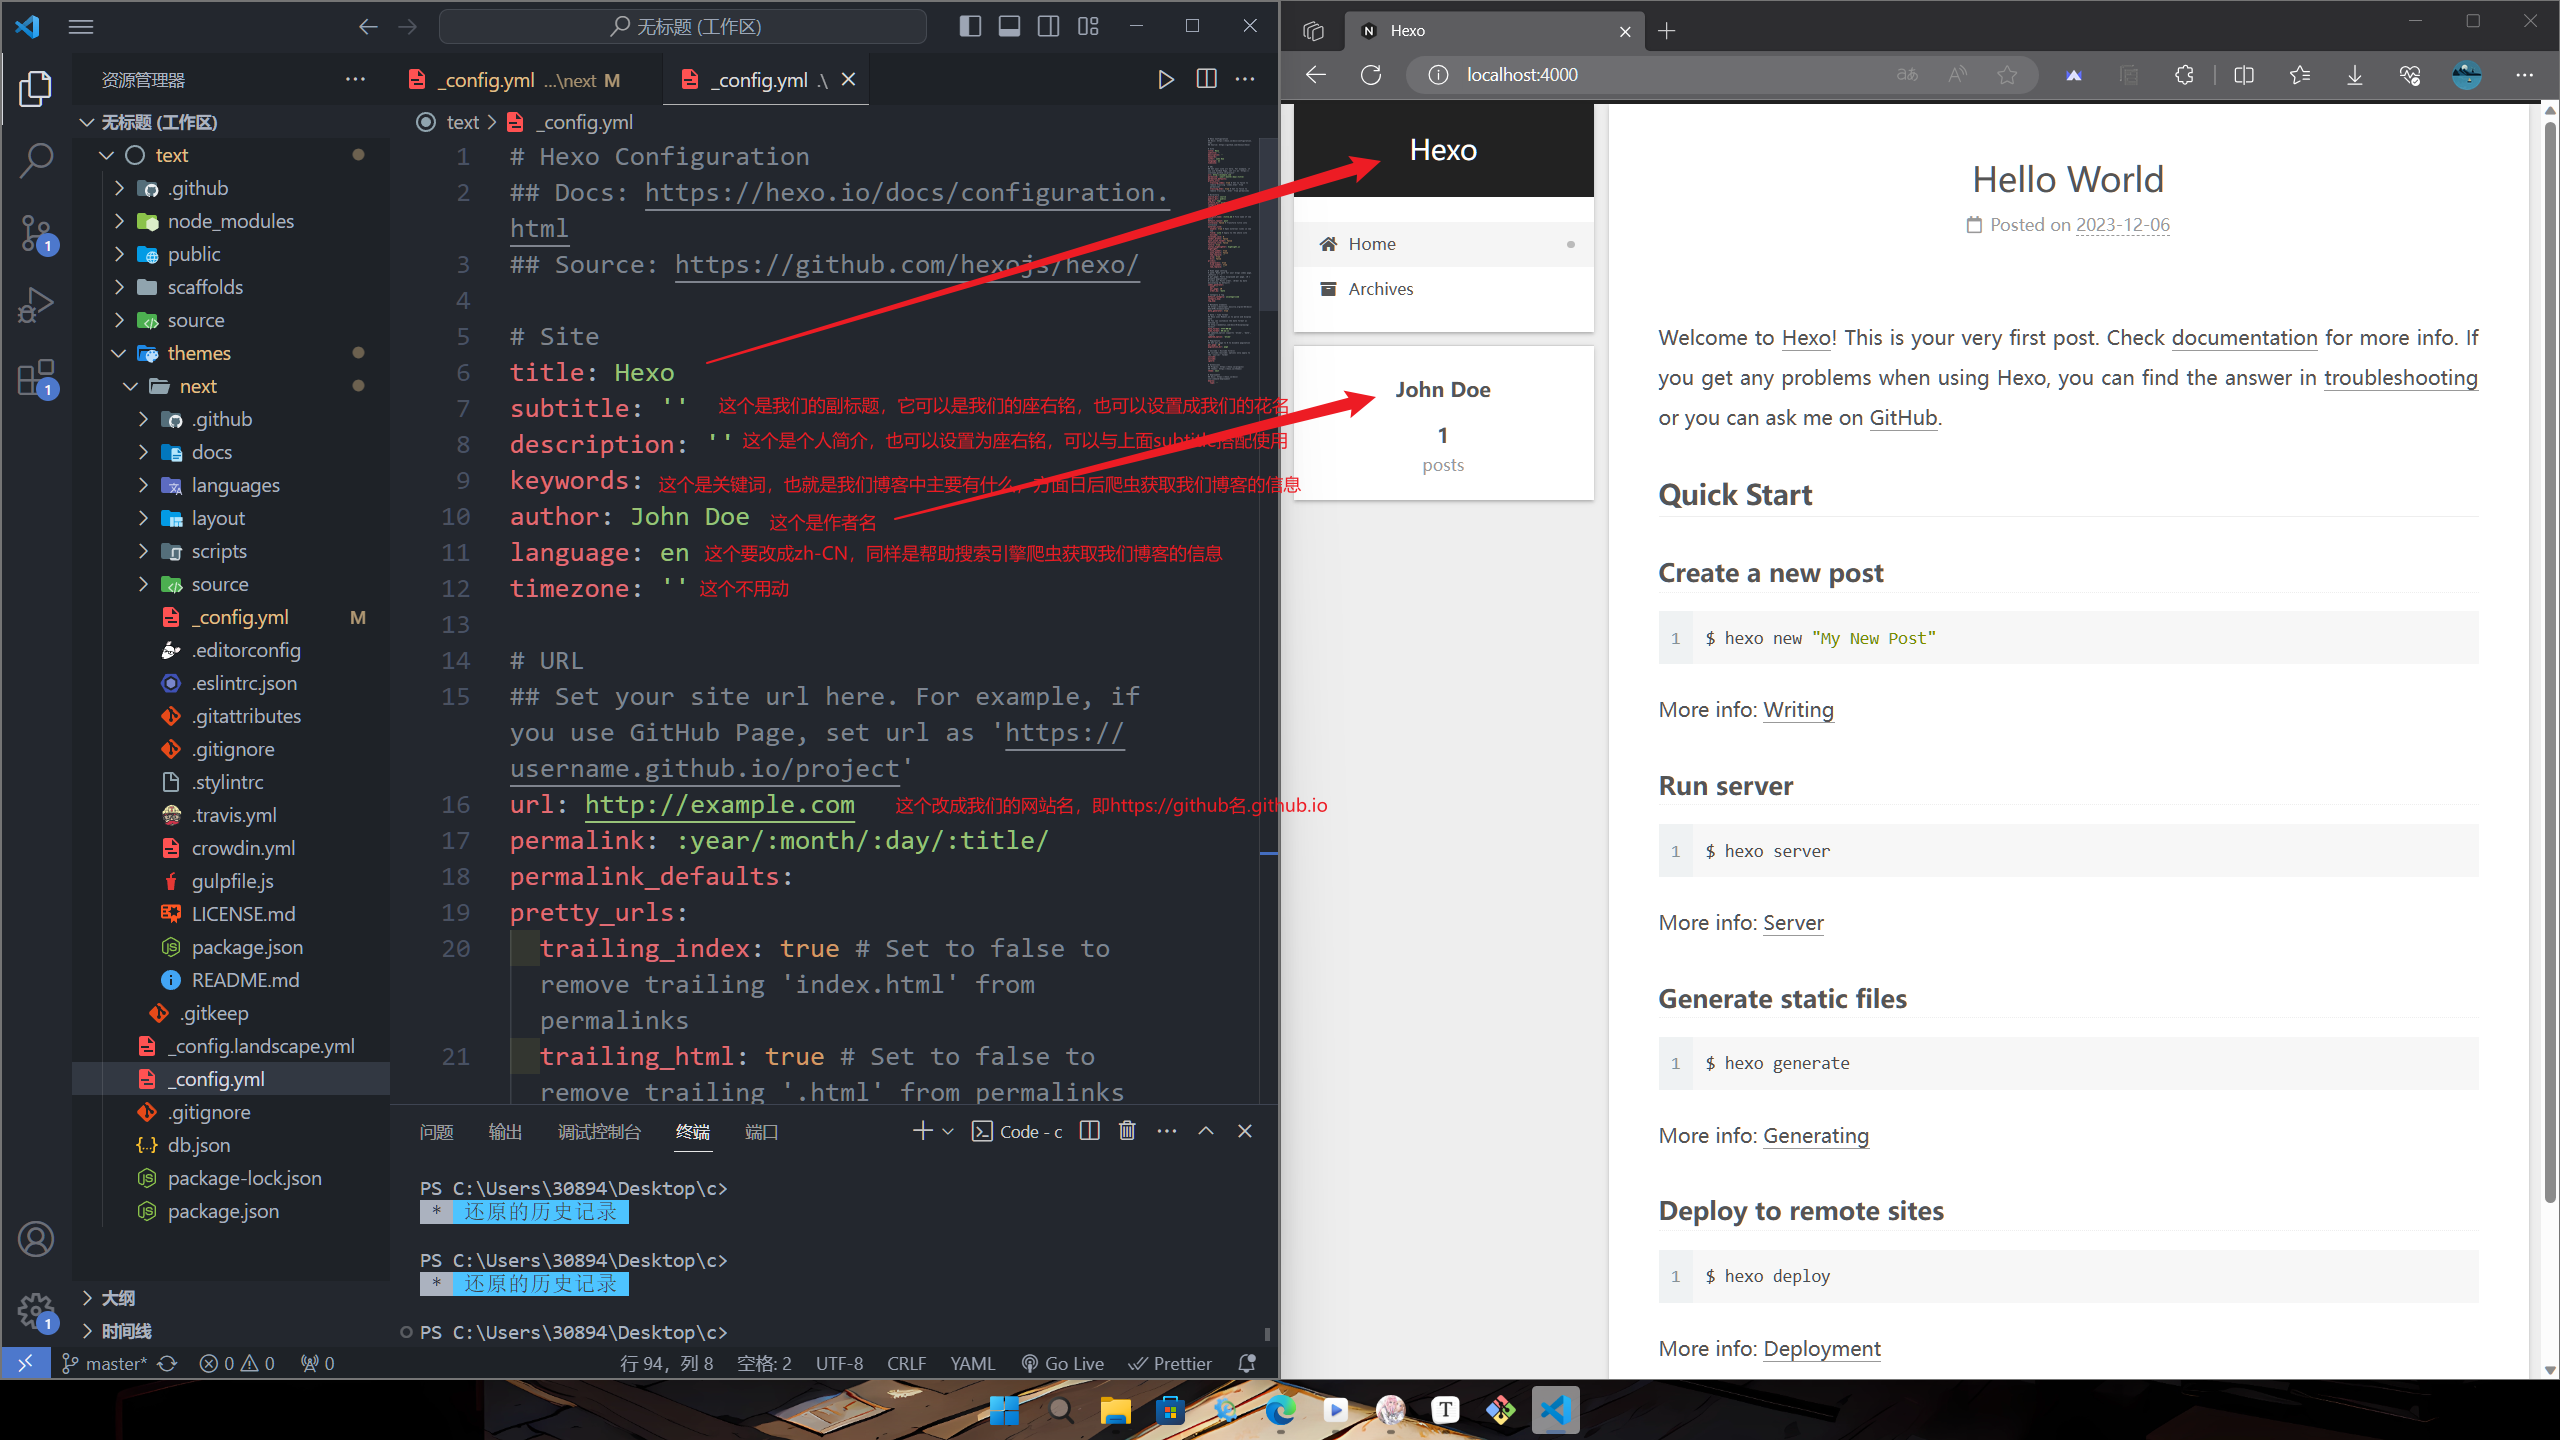 无标题 (工作区)
资源管理器
_config.yml ...\next M
_config.yml .\
text > _config.yml
无标题 (工作区)
text
.github
node_modules
public
scaffolds
source
themes
next
.github
docs
languages
layout
scripts
source
_config.yml M
.editorconfig
.eslintrc.json
.gitattributes
.gitignore
.stylintrc
.travis.yml
crowdin.yml
gulpfile.js
LICENSE.md
package.json
README.md
.gitkeep
_config.landscape.yml
_config.yml
.gitignore
db.json
package-lock.json
package.json
大纲
时间线
1
1
1
1 # Hexo Configuration
2 ## Docs: https://hexo.io/docs/configuration.
html
3 ## Source: https://github.com/hexojs/hexo/
4
5 # Site
6 title: Hexo
7 subtitle: '' 这个是我们的副标题，它可以是我们的座右铭，也可以设置成我们的花名
8 description: '' 这个是个人简介，也可以设置为座右铭，可以与上面subtitle搭配使用
9 keywords: 这个是关键词，也就是我们博客中主要有什么，方面日后爬虫获取我们博客的信息
10 author: John Doe 这个是作者名
11 language: en 这个要改成zh-CN，同样是帮助搜索引擎爬虫获取我们博客的信息
12 timezone: '' 这个不用动
13
14 # URL
15 ## Set your site url here. For example, if
you use GitHub Page, set url as 'https://
username.github.io/project'
16 url: http://example.com 这个改成我们的网站名，即https://github名.github.io
17 permalink: :year/:month/:day/:title/
18 permalink_defaults:
19 pretty_urls:
20 trailing_index: true # Set to false to
remove trailing 'index.html' from
permalinks
21 trailing_html: true # Set to false to
remove trailing '.html' from permalinks
问题 输出 调试控制台 终端 端口
Code - c
PS C:\Users\30894\Desktop\c>
* 还原的历史记录
PS C:\Users\30894\Desktop\c>
* 还原的历史记录
PS C:\Users\30894\Desktop\c>
master* 0 0 0 行 94，列 8 空格: 2 UTF-8 CRLF YAML Go Live Prettier
Hexo
localhost:4000
Hexo
Home
Archives
John Doe
1
posts
Hello World
Posted on 2023-12-06
Welcome to Hexo! This is your very first post. Check documentation for more info. If
you get any problems when using Hexo, you can find the answer in troubleshooting
or you can ask me on GitHub.
Quick Start
Create a new post
1 $ hexo new "My New Post"
More info: Writing
Run server
1 $ hexo server
More info: Server
Generate static files
1 $ hexo generate
More info: Generating
Deploy to remote sites
1 $ hexo deploy
More info: Deployment